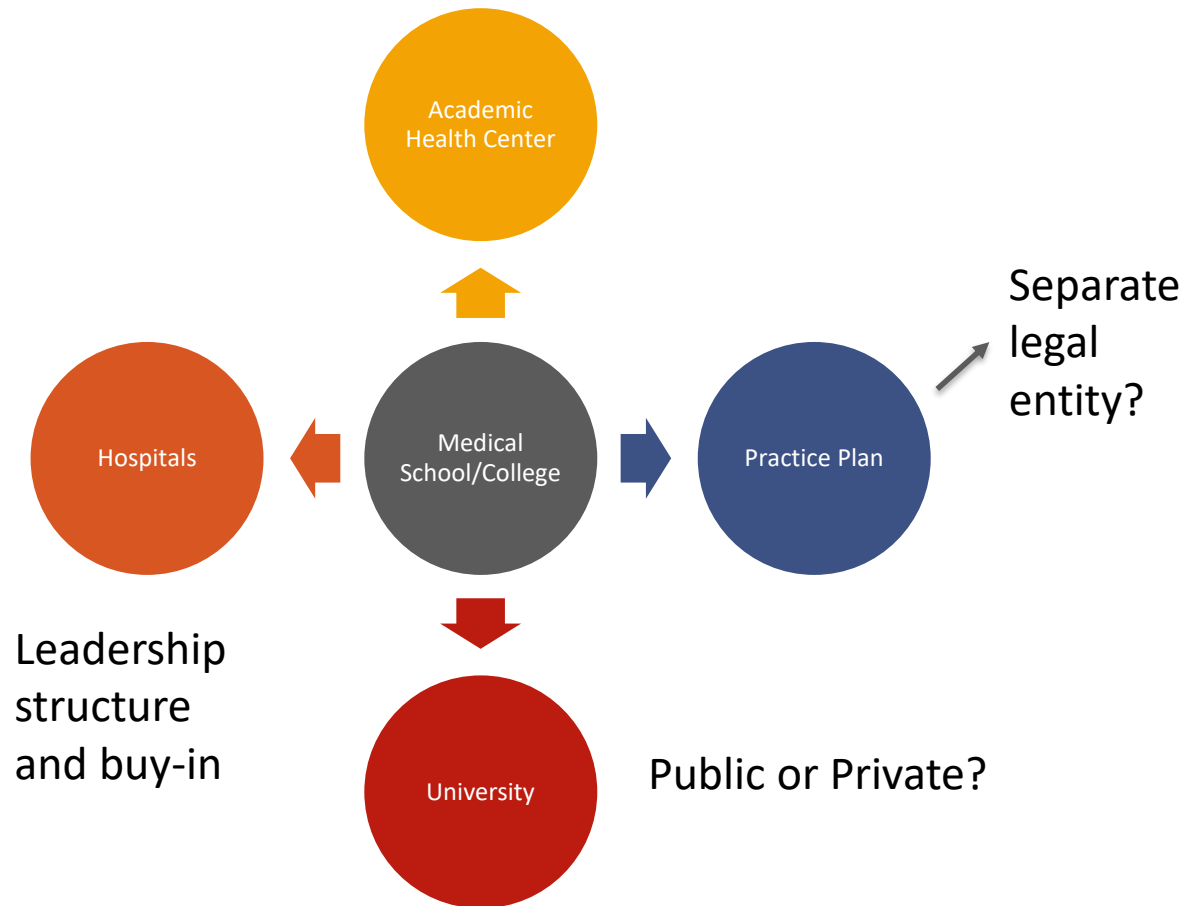 Academic
Health Center
Separate
legal
entity?
Hospitals
Medical
School/College
Practice Plan
Leadership
structure
and buy-in
University
Public or Private?